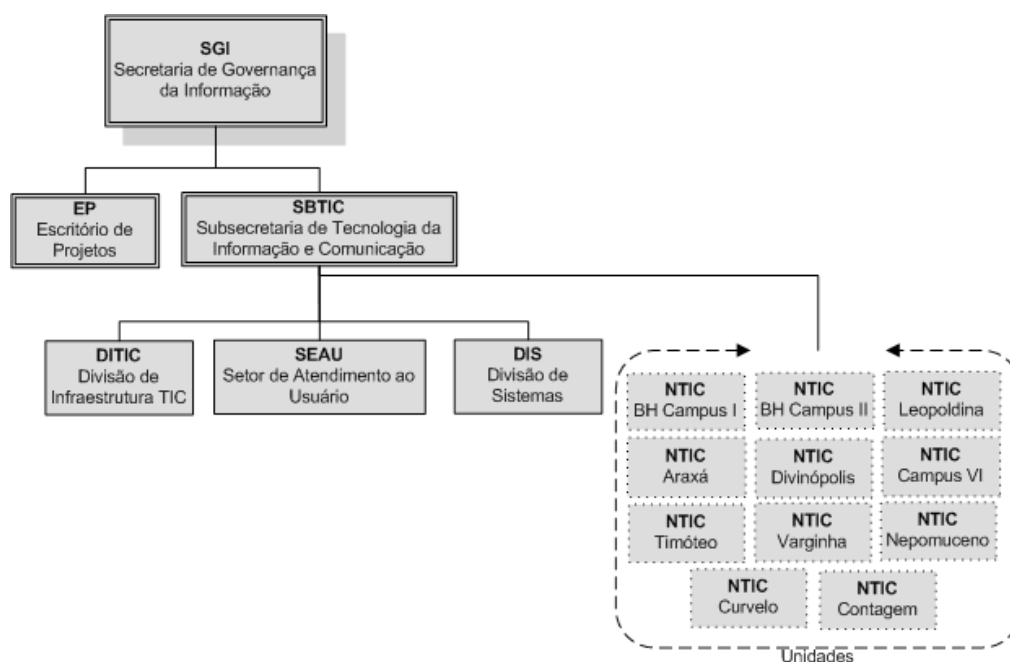 SGI
Secretaria de Governança
da Informação
EP
Escritório de
Projetos
SBTIC
Subsecretaria de Tecnologia da
Informação e Comunicação
DITIC
Divisão de
Infraestrutura TIC
SEAU
Setor de Atendimento ao
Usuário
DIS
Divisão de
Sistemas
NTIC
BH Campus I
NTIC
BH Campus II
NTIC
Leopoldina
NTIC
Araxá
NTIC
Divinópolis
NTIC
Campus VI
NTIC
Timóteo
NTIC
Varginha
NTIC
Nepomuceno
NTIC
Curvelo
NTIC
Contagem
Unidades